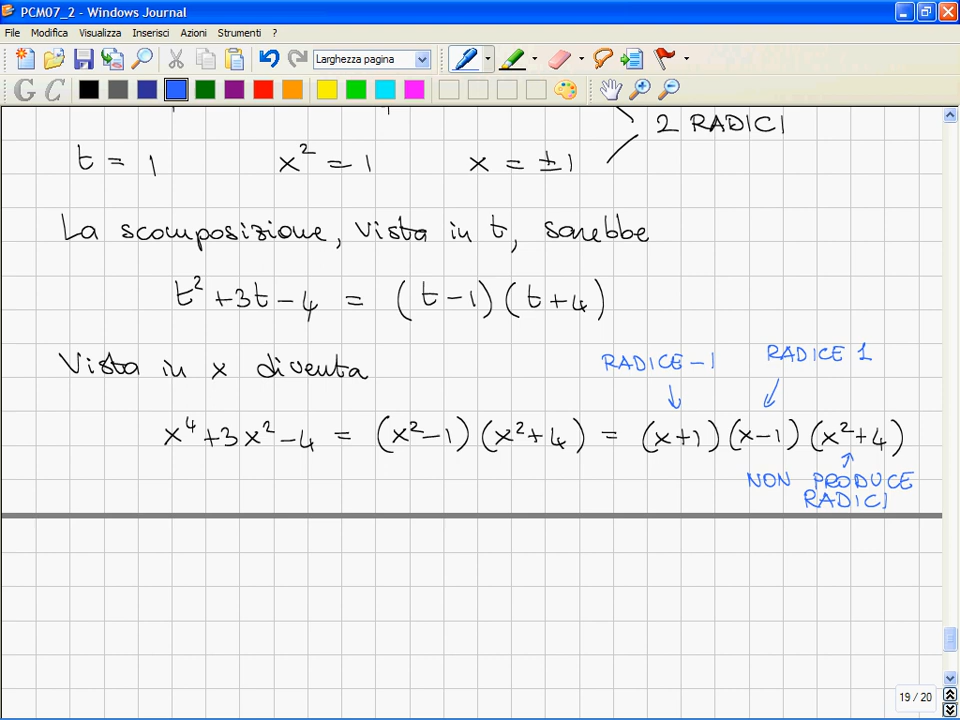 PCM07_2 - Windows Journal
File Modifica Visualizza Inserisci Azioni Strumenti ?
Larghezza pagina
G C
2 RADICI
t = 1 x² = 1 x = ±1
La scomposizione, vista in t, sarebbe
t² + 3t - 4 = (t - 1) (t + 4)
Vista in x diventa
RADICE - 1 RADICE 1
x⁴ + 3x² - 4 = (x² - 1) (x² + 4) = (x + 1) (x - 1) (x² + 4)
NON PRODUCE
RADICI
19 / 20